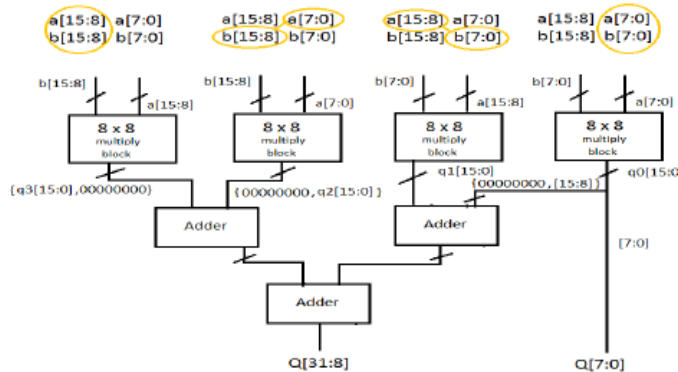 a[15:8] a[7:0] a[15:8] a[7:0] a[15:8] a[7:0] a[15:8] a[7:0]
b[15:8] b[7:0] b[15:8] b[7:0] b[15:8] b[7:0] b[15:8] b[7:0]
b[15:8] b[15:8] b[7:0] b[7:0]
a[15:8] a[7:0] a[15:8] a[7:0]
8 x 8 8 x 8 8 x 8 8 x 8
multiply multiply multiply multiply
block block block block
q1[15:0] q0[15:0]
{q3[15:0],00000000} {00000000,q2[15:0]} {00000000,[15:8]}
Adder Adder
[7:0]
Adder
Q[31:8] Q[7:0]